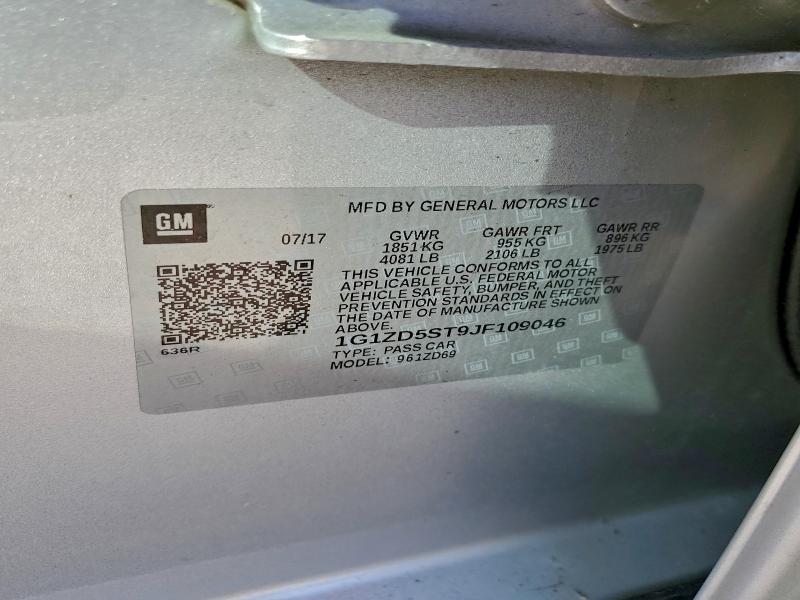 GM
MFD BY GENERAL MOTORS LLC
07/17
GVWR GAWR FRT GAWR RR
1851 KG 955 KG 896 KG
4081 LB 2106 LB 1975 LB
THIS VEHICLE CONFORMS TO ALL
APPLICABLE U.S. FEDERAL MOTOR
VEHICLE SAFETY, BUMPER, AND THEFT
PREVENTION STANDARDS IN EFFECT ON
THE DATE OF MANUFACTURE SHOWN
ABOVE.
1G1ZD5ST9JF109046
TYPE: PASS CAR
MODEL: 961ZD69
636R